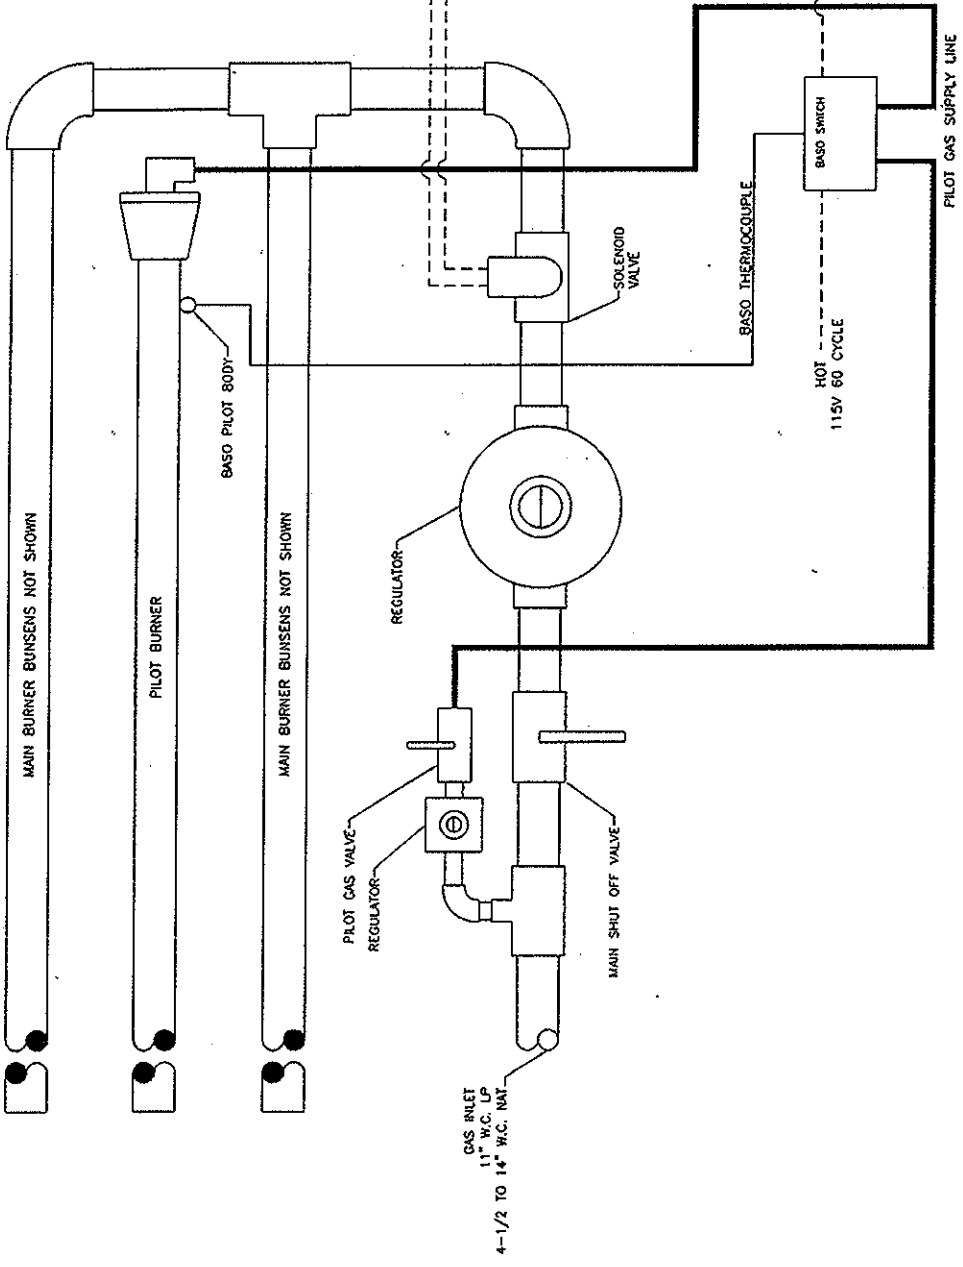 MAIN BURNER BUNSENS NOT SHOWN
PILOT BURNER
BASO PILOT BODY
MAIN BURNER BUNSENS NOT SHOWN
PILOT GAS VALVE
REGULATOR
REGULATOR
GAS INLET
11" W.C. LP
4-1/2 TO 14" W.C. NAT
MAIN SHUT OFF VALVE
SOLENOID
VALVE
BASO THERMOCOUPLE
BASO SWITCH
HOT
115V 60 CYCLE
PILOT GAS SUPPLY LINE